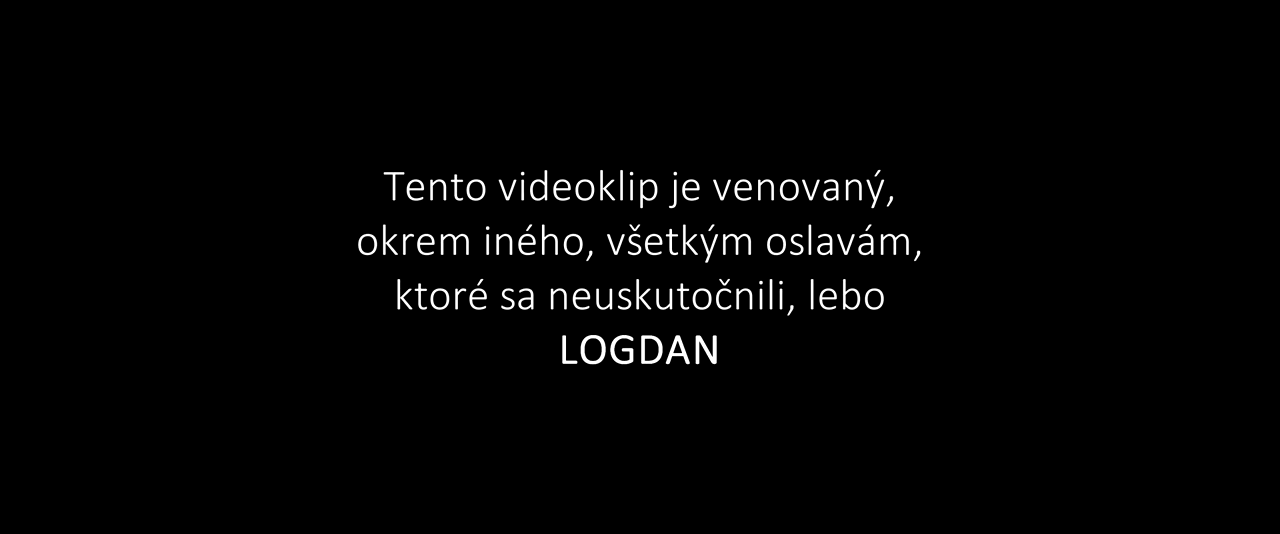 Tento videoklip je venovaný,
okrem iného, všetkým oslavám,
ktoré sa neuskutočnili, lebo
LOGDAN